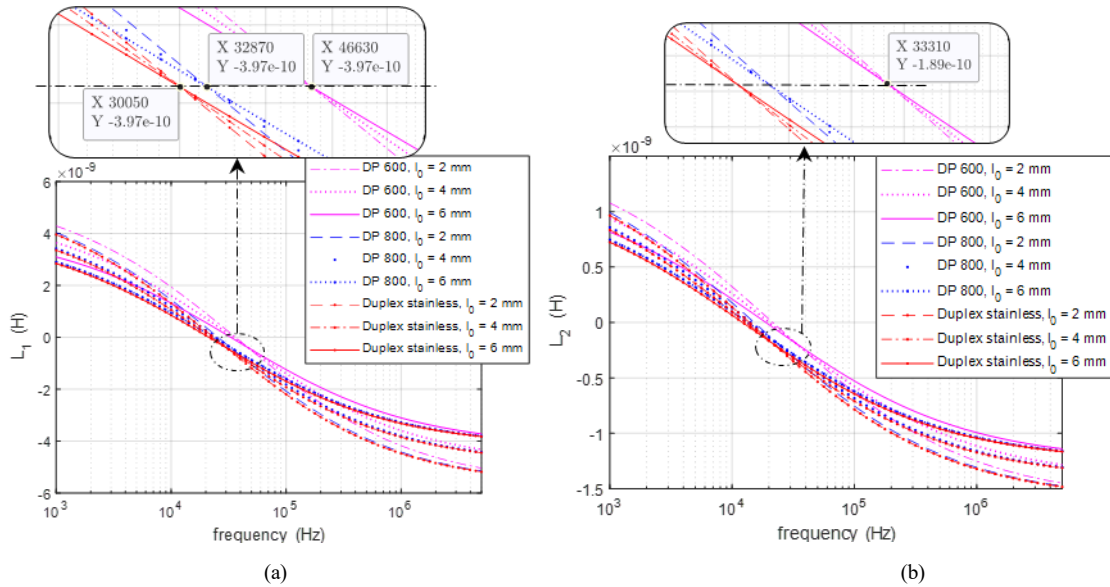 X 32870
Y -3.97e-10
X 46630
Y -3.97e-10
X 30050
Y -3.97e-10
×10⁻⁹
6
4
2
0
-2
-4
-6
L₁ (H)
10³
10⁴
10⁵
10⁶
frequency (Hz)
DP 600, l₀ = 2 mm
DP 600, l₀ = 4 mm
DP 600, l₀ = 6 mm
DP 800, l₀ = 2 mm
DP 800, l₀ = 4 mm
DP 800, l₀ = 6 mm
Duplex stainless, l₀ = 2 mm
Duplex stainless, l₀ = 4 mm
Duplex stainless, l₀ = 6 mm
(a)
X 33310
Y -1.89e-10
×10⁻⁹
1.5
1
0.5
0
-0.5
-1
-1.5
L₂ (H)
10³
10⁴
10⁵
10⁶
frequency (Hz)
DP 600, l₀ = 2 mm
DP 600, l₀ = 4 mm
DP 600, l₀ = 6 mm
DP 800, l₀ = 2 mm
DP 800, l₀ = 4 mm
DP 800, l₀ = 6 mm
Duplex stainless, l₀ = 2 mm
Duplex stainless, l₀ = 4 mm
Duplex stainless, l₀ = 6 mm
(b)